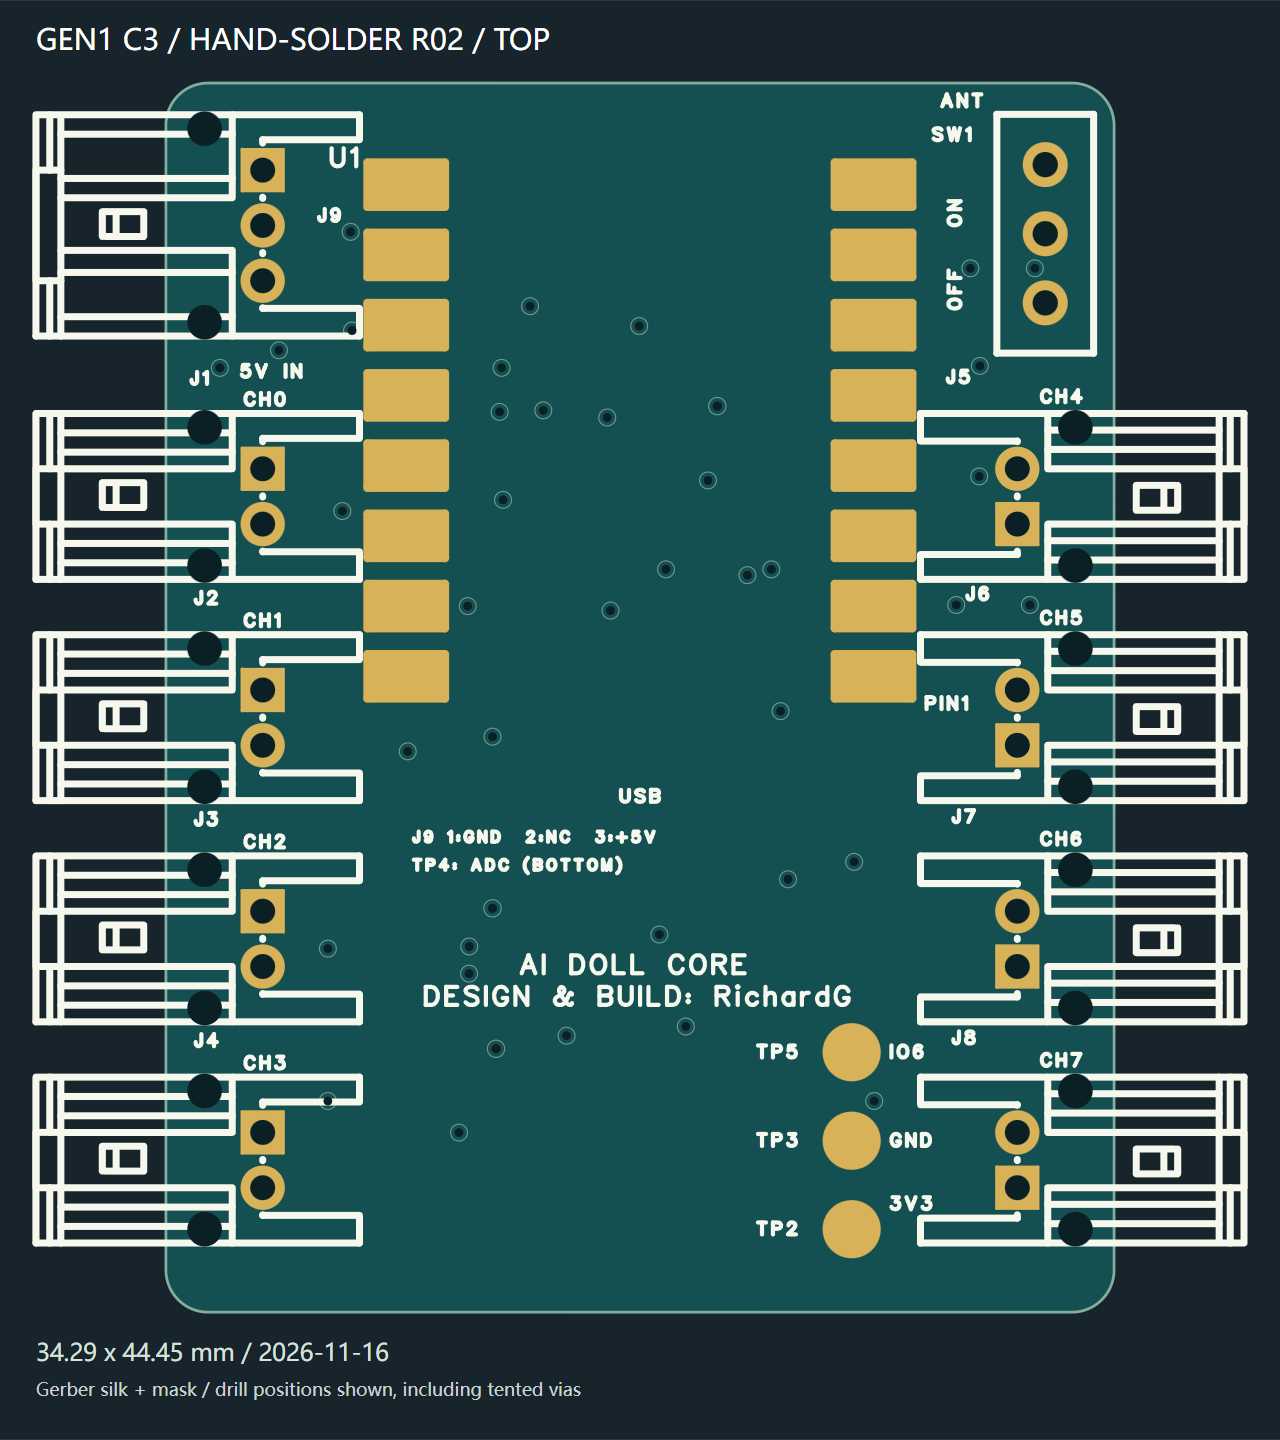 GEN1 C3 / HAND-SOLDER R02 / TOP
ANT
SW1
U1
J9
ON
OFF
J1
5V IN
J5
CH0
CH4
J2
J6
CH1
CH5
PIN1
USB
J3
J7
J9 1:GND 2:NC 3:+5V
CH2
CH6
TP4: ADC (BOTTOM)
AI DOLL CORE
DESIGN & BUILD: RichardG
J4
J8
TP5
IO6
CH3
CH7
TP3
GND
3V3
TP2
34.29 x 44.45 mm / 2026-11-16
Gerber silk + mask / drill positions shown, including tented vias